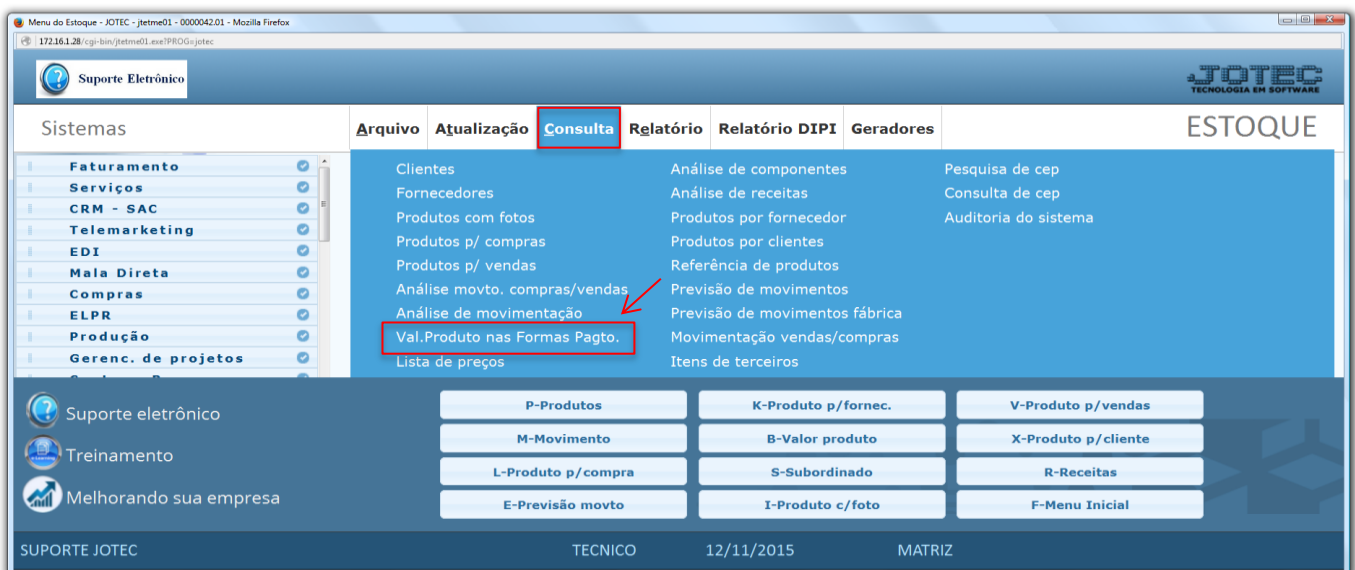 Menu do Estoque - JOTEC - jtetme01 - 0000042.01 - Mozilla Firefox
172.16.1.28/cgi-bin/jtetme01.exe?PROG=jotec
Suporte Eletrônico
JOTEC
TECNOLOGIA EM SOFTWARE
Sistemas
Arquivo Atualização Consulta Relatório Relatório DIPI Geradores
ESTOQUE
Faturamento
Serviços
CRM - SAC
Telemarketing
EDI
Mala Direta
Compras
ELPR
Produção
Gerenc. de projetos
Clientes
Fornecedores
Produtos com fotos
Produtos p/ compras
Produtos p/ vendas
Análise movto. compras/vendas
Análise de movimentação
Val.Produto nas Formas Pagto.
Lista de preços
Análise de componentes
Análise de receitas
Produtos por fornecedor
Produtos por clientes
Referência de produtos
Previsão de movimentos
Previsão de movimentos fábrica
Movimentação vendas/compras
Itens de terceiros
Pesquisa de cep
Consulta de cep
Auditoria do sistema
Suporte eletrônico
Treinamento
Melhorando sua empresa
P-Produtos K-Produto p/fornec. V-Produto p/vendas
M-Movimento B-Valor produto X-Produto p/cliente
L-Produto p/compra S-Subordinado R-Receitas
E-Previsão movto I-Produto c/foto F-Menu Inicial
SUPORTE JOTEC TECNICO 12/11/2015 MATRIZ